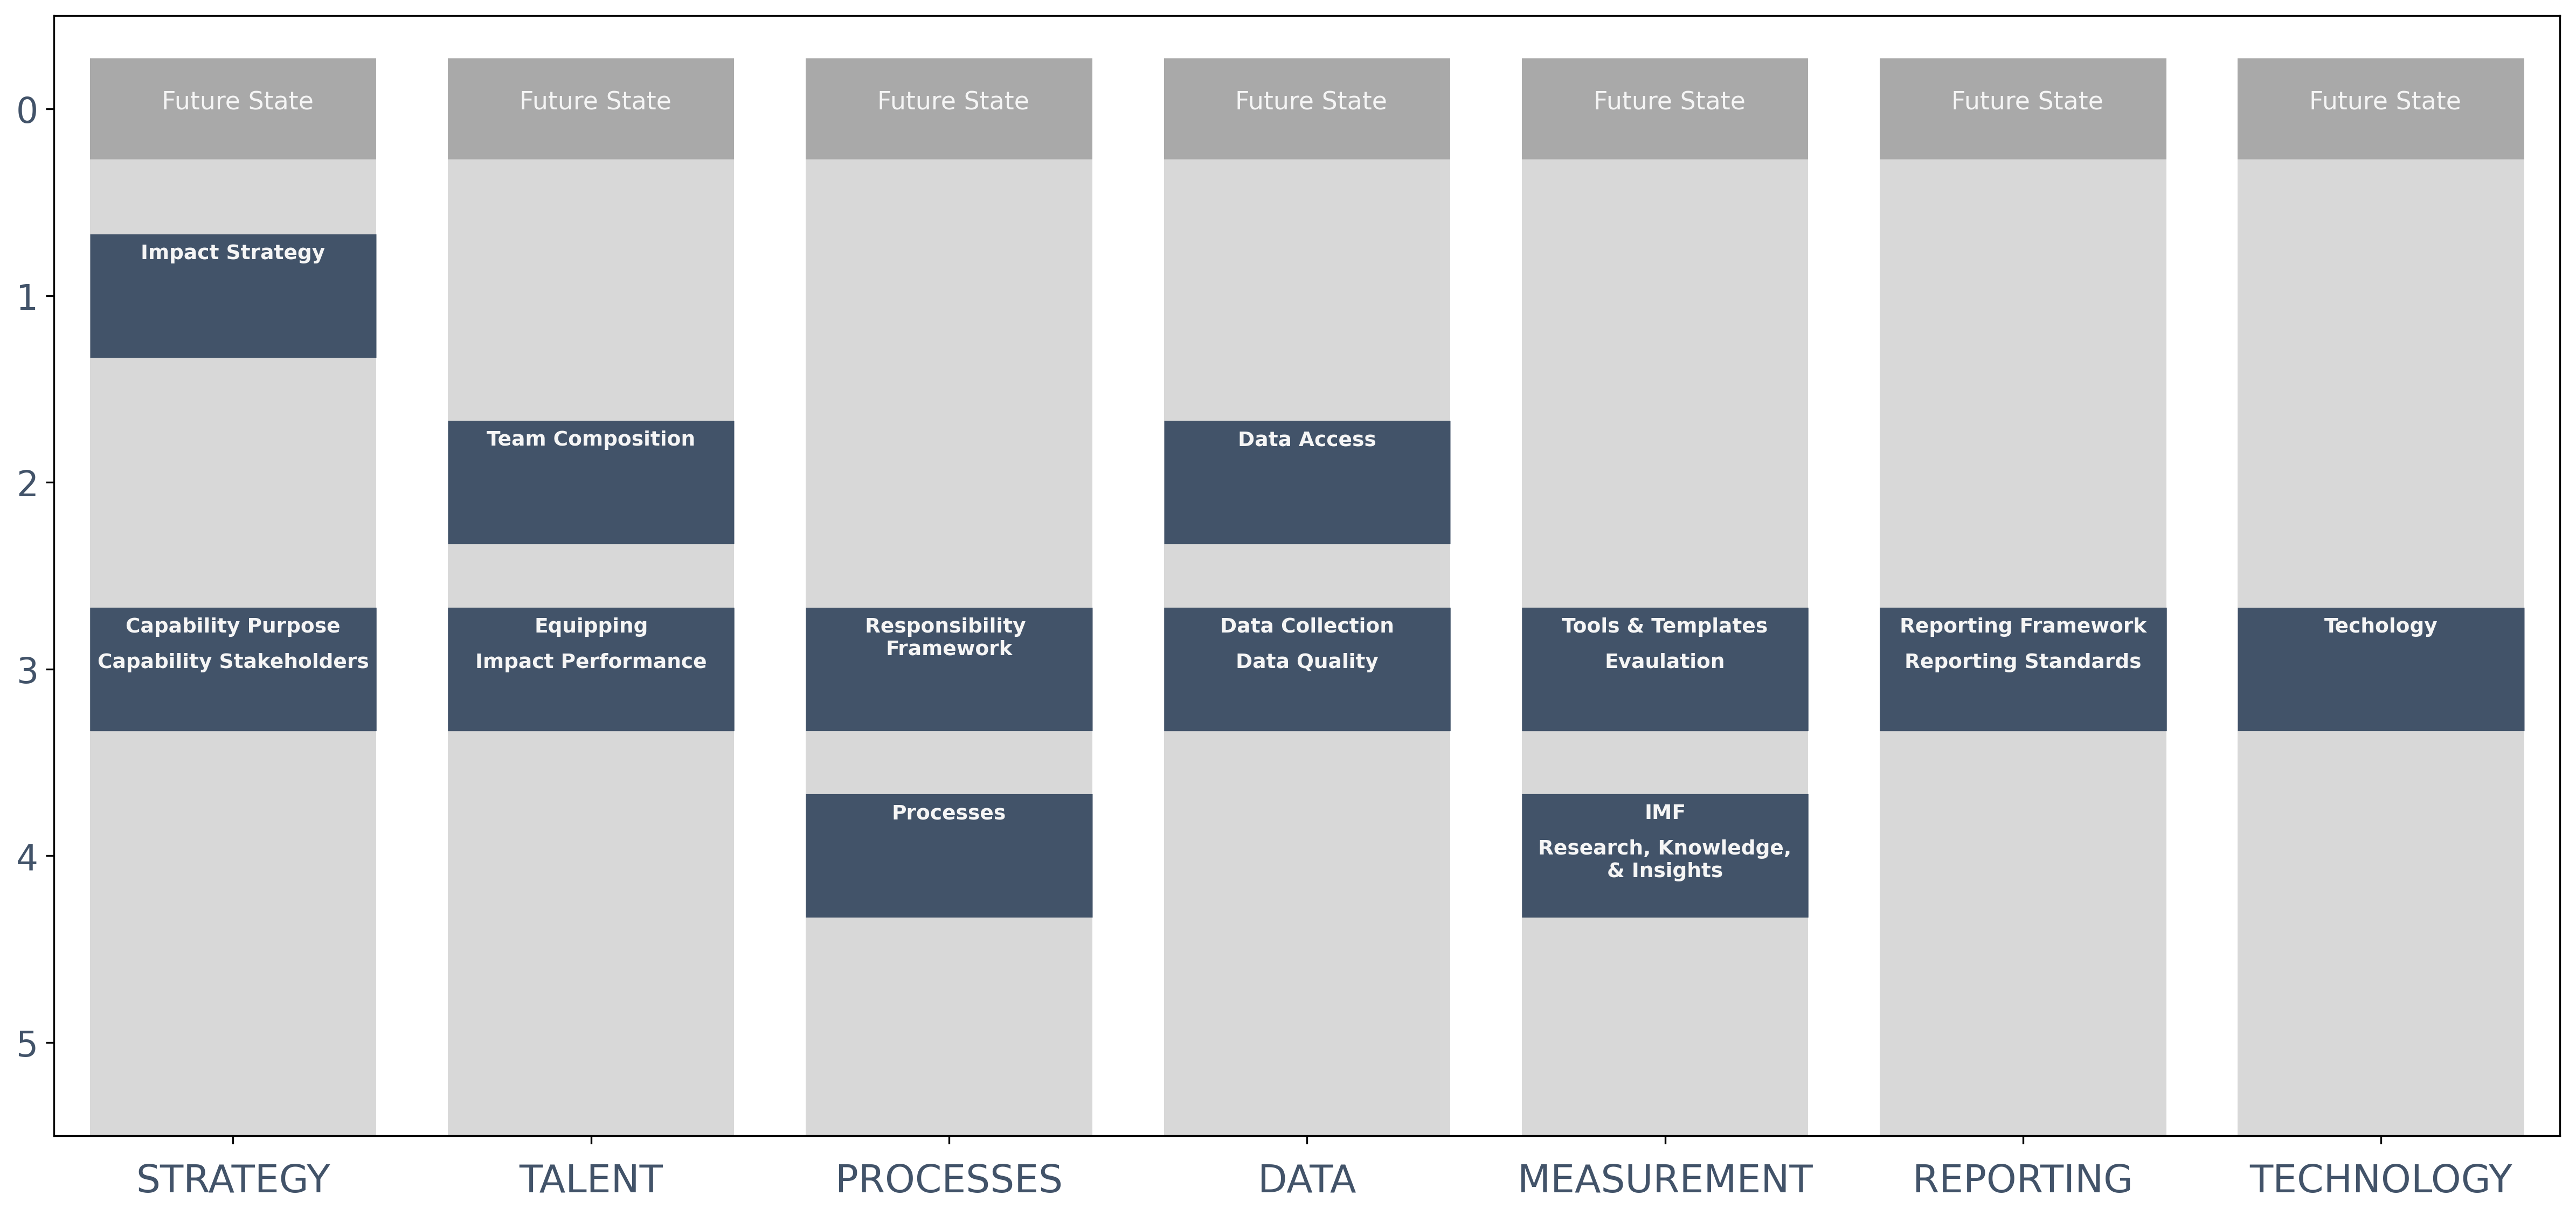 0
Future State
Future State
Future State
Future State
Future State
Future State
Future State
Impact Strategy
1
Team Composition
Data Access
2
Capability Purpose
Capability Stakeholders
Equipping
Impact Performance
Responsibility
Framework
Data Collection
Data Quality
Tools & Templates
Evaulation
Reporting Framework
Reporting Standards
Techology
3
Processes
IMF
Research, Knowledge,
& Insights
4
5
STRATEGY
TALENT
PROCESSES
DATA
MEASUREMENT
REPORTING
TECHNOLOGY